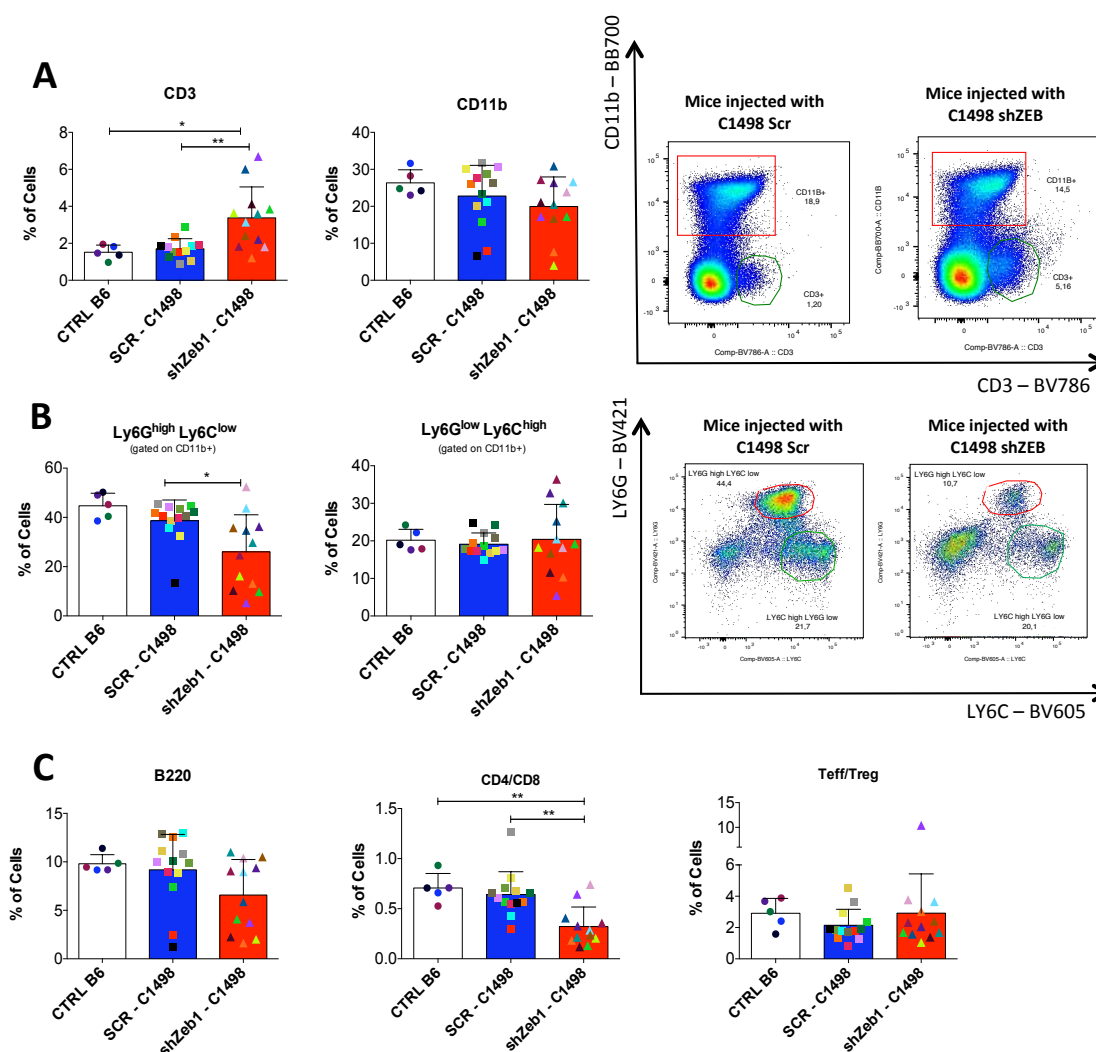 A
CD3
*
**
% of Cells
8
6
4
2
0
CTRL B6
SCR - C1498
shZeb1 - C1498
CD11b
% of Cells
40
30
20
10
0
CTRL B6
SCR - C1498
shZeb1 - C1498
CD11b – BB700
Mice injected with
C1498 Scr
CD11B+
18,9
CD3+
1,20
Comp-BB700-A :: CD11B
Comp-BV786-A :: CD3
Mice injected with
C1498 shZEB
CD11B+
14,5
CD3+
5,16
Comp-BV786-A :: CD3
CD3 – BV786
B
Ly6Ghigh Ly6Clow
(gated on CD11b+)
*
% of Cells
60
40
20
0
CTRL B6
SCR - C1498
shZeb1 - C1498
Ly6Glow Ly6Chigh
(gated on CD11b+)
% of Cells
40
30
20
10
0
CTRL B6
SCR - C1498
shZeb1 - C1498
LY6G – BV421
Mice injected with
C1498 Scr
LY6G high LY6C low
44,4
LY6C high LY6G low
21,7
Comp-BV421-A :: LY6G
Comp-BV605-A :: LY6C
Mice injected with
C1498 shZEB
LY6G high LY6C low
10,7
LY6C high LY6G low
20,1
Comp-BV421-A :: LY6G
Comp-BV605-A :: LY6C
LY6C – BV605
C
B220
% of Cells
15
10
5
0
CTRL B6
SCR - C1498
shZeb1 - C1498
CD4/CD8
**
**
% of Cells
1.5
1.0
0.5
0.0
CTRL B6
SCR - C1498
shZeb1 - C1498
Teff/Treg
% of Cells
15
10
6
4
2
0
CTRL B6
SCR - C1498
shZeb1 - C1498